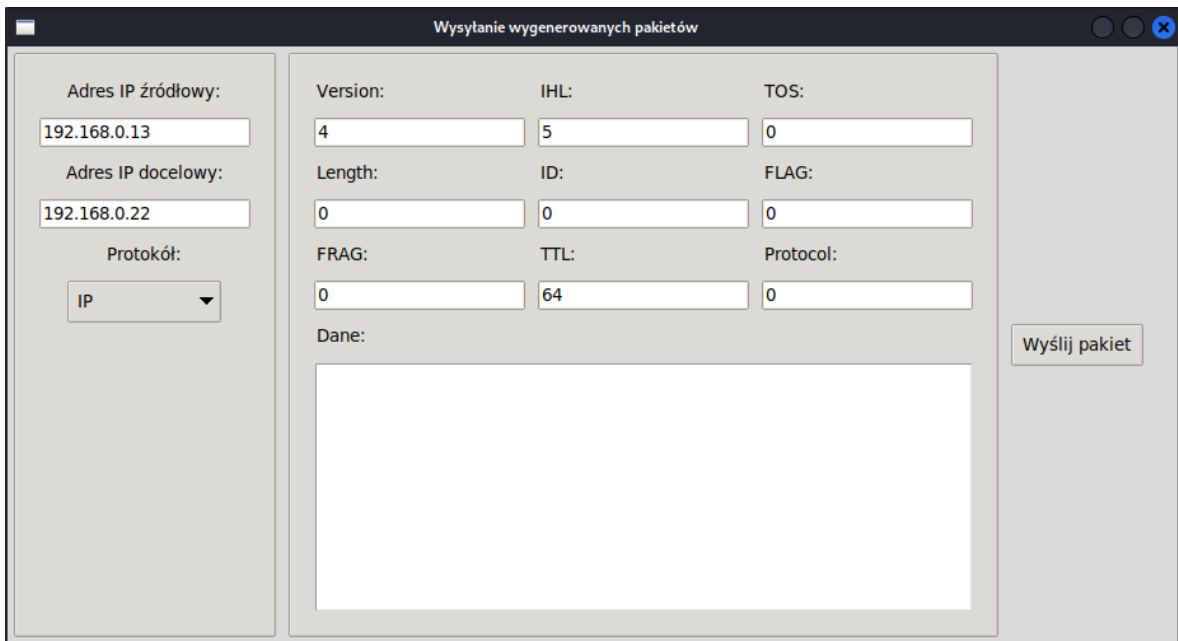 Wysyłanie wygenerowanych pakietów
Adres IP źródłowy:
192.168.0.13
Adres IP docelowy:
192.168.0.22
Protokół:
IP
Version: IHL: TOS:
4 5 0
Length: ID: FLAG:
0 0 0
FRAG: TTL: Protocol:
0 64 0
Dane:
Wyślij pakiet